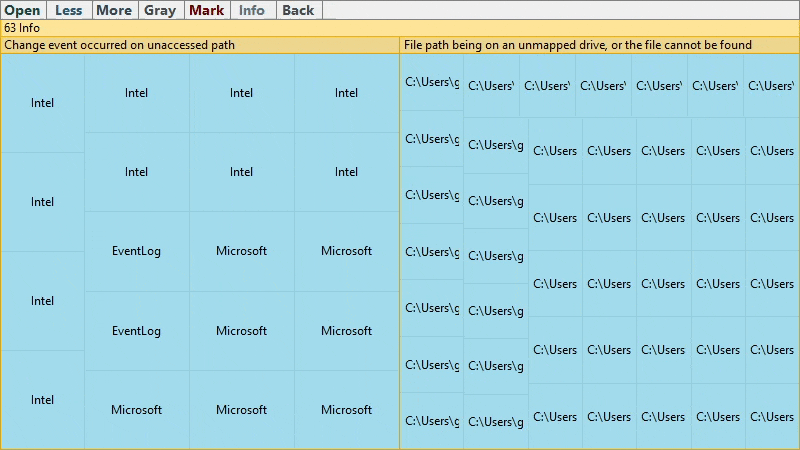 Open Less More Gray Mark Info Back
63 Info
Change event occurred on unaccessed path
Intel
Intel
Intel
Intel
Intel Intel Intel
Intel Intel Intel
EventLog Microsoft Microsoft
EventLog Microsoft Microsoft
Microsoft Microsoft Microsoft
File path being on an unmapped drive, or the file cannot be found
C:\Users\g
C:\Users\g
C:\Users\g
C:\Users\g
C:\Users\g
C:\Users\g
C:\Users\g
C:\Users\ C:\Users\ C:\Users\ C:\Users\ C:\Users\ C:\Users\
C:\Users\g
C:\Users\g
C:\Users\g
C:\Users\g
C:\Users\g
C:\Users\g
C:\Users C:\Users C:\Users C:\Users C:\Users
C:\Users C:\Users C:\Users C:\Users C:\Users
C:\Users C:\Users C:\Users C:\Users C:\Users
C:\Users C:\Users C:\Users C:\Users C:\Users
C:\Users C:\Users C:\Users C:\Users C:\Users